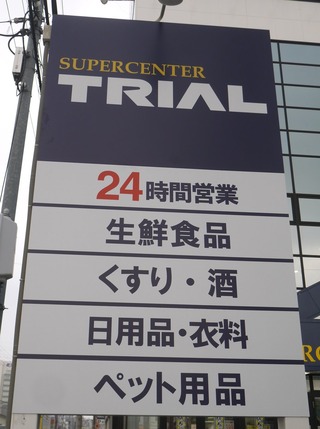 SUPERCENTER
TRIAL
24時間営業
生鮮食品
くすり・酒
日用品・衣料
ペット用品